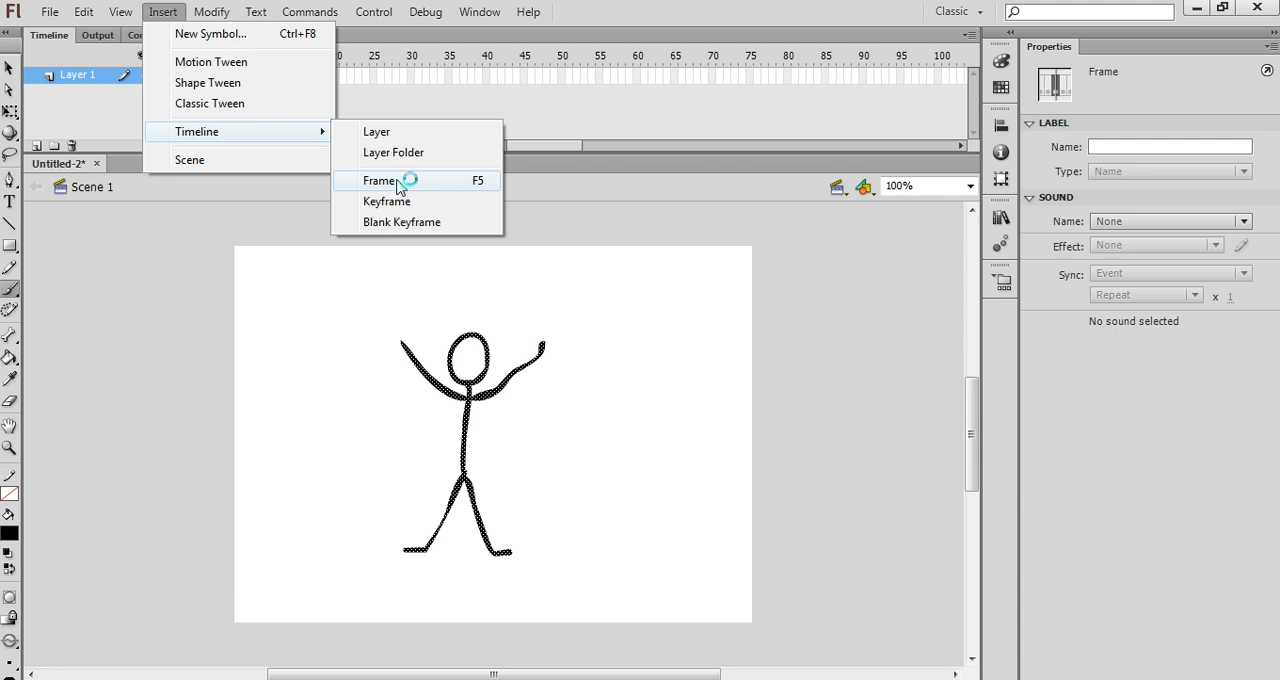 Fl File Edit View Insert Modify Text Commands Control Debug Window Help Classic
Timeline Output Co
New Symbol... Ctrl+F8
Motion Tween
Shape Tween
Classic Tween
Timeline
Scene
Layer
Layer Folder
Frame F5
Keyframe
Blank Keyframe
25 30 35 40 45 50 55 60 65 70 75 80 85 90 95 100
Layer 1
Untitled-2* ×
Scene 1
100%
T
Properties
Frame
LABEL
Name:
Type: Name
SOUND
Name: None
Effect: None
Sync: Event
Repeat x 1
No sound selected